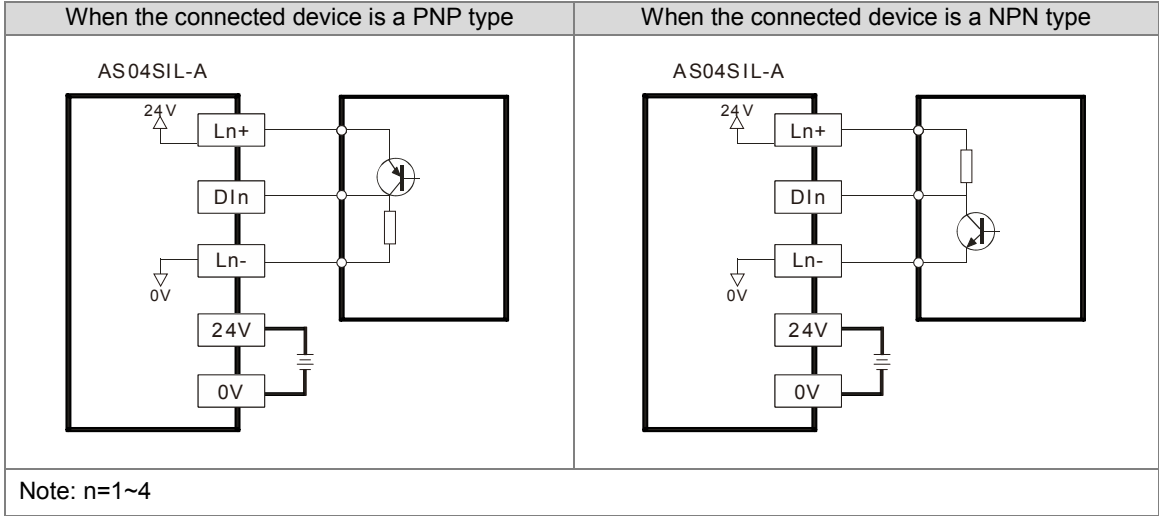 When the connected device is a PNP type
When the connected device is a NPN type
AS04SIL-A
24V
Ln+
DIn
Ln-
0V
24V
0V
AS04SIL-A
24V
Ln+
DIn
Ln-
0V
24V
0V
Note: n=1~4